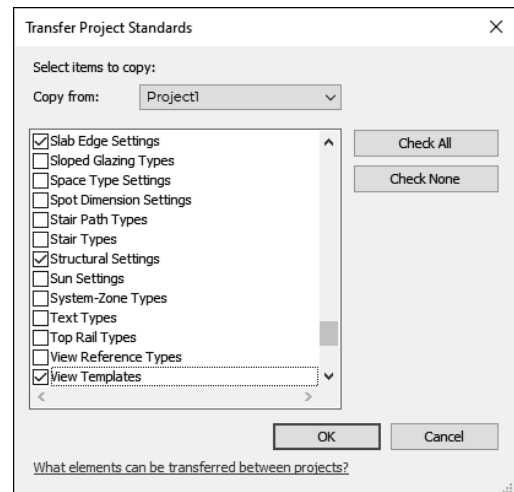 Transfer Project Standards
Select items to copy:
Copy from: Project1
Slab Edge Settings
Check All
Sloped Glazing Types
Space Type Settings
Check None
Spot Dimension Settings
Stair Path Types
Stair Types
Structural Settings
Sun Settings
System-Zone Types
Text Types
Top Rail Types
View Reference Types
View Templates
OK Cancel
What elements can be transferred between projects?